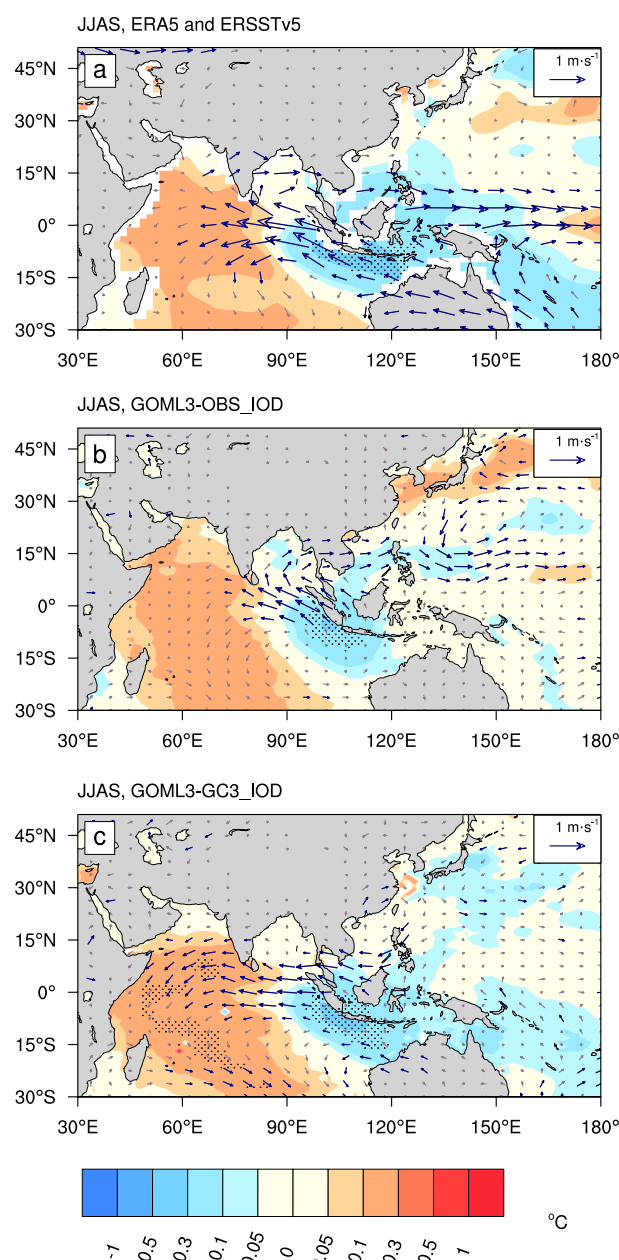 JJAS, ERA5 and ERSSTv5
a
1 m·s⁻¹
45°N
30°N
15°N
0°
15°S
30°S
30°E 60°E 90°E 120°E 150°E 180°
JJAS, GOML3-OBS_IOD
b
1 m·s⁻¹
45°N
30°N
15°N
0°
15°S
30°S
30°E 60°E 90°E 120°E 150°E 180°
JJAS, GOML3-GC3_IOD
c
1 m·s⁻¹
45°N
30°N
15°N
0°
15°S
30°S
30°E 60°E 90°E 120°E 150°E 180°
-1 0.5 0.3 0.1 0.05 0 0.05 0.1 0.3 0.5 1
°C